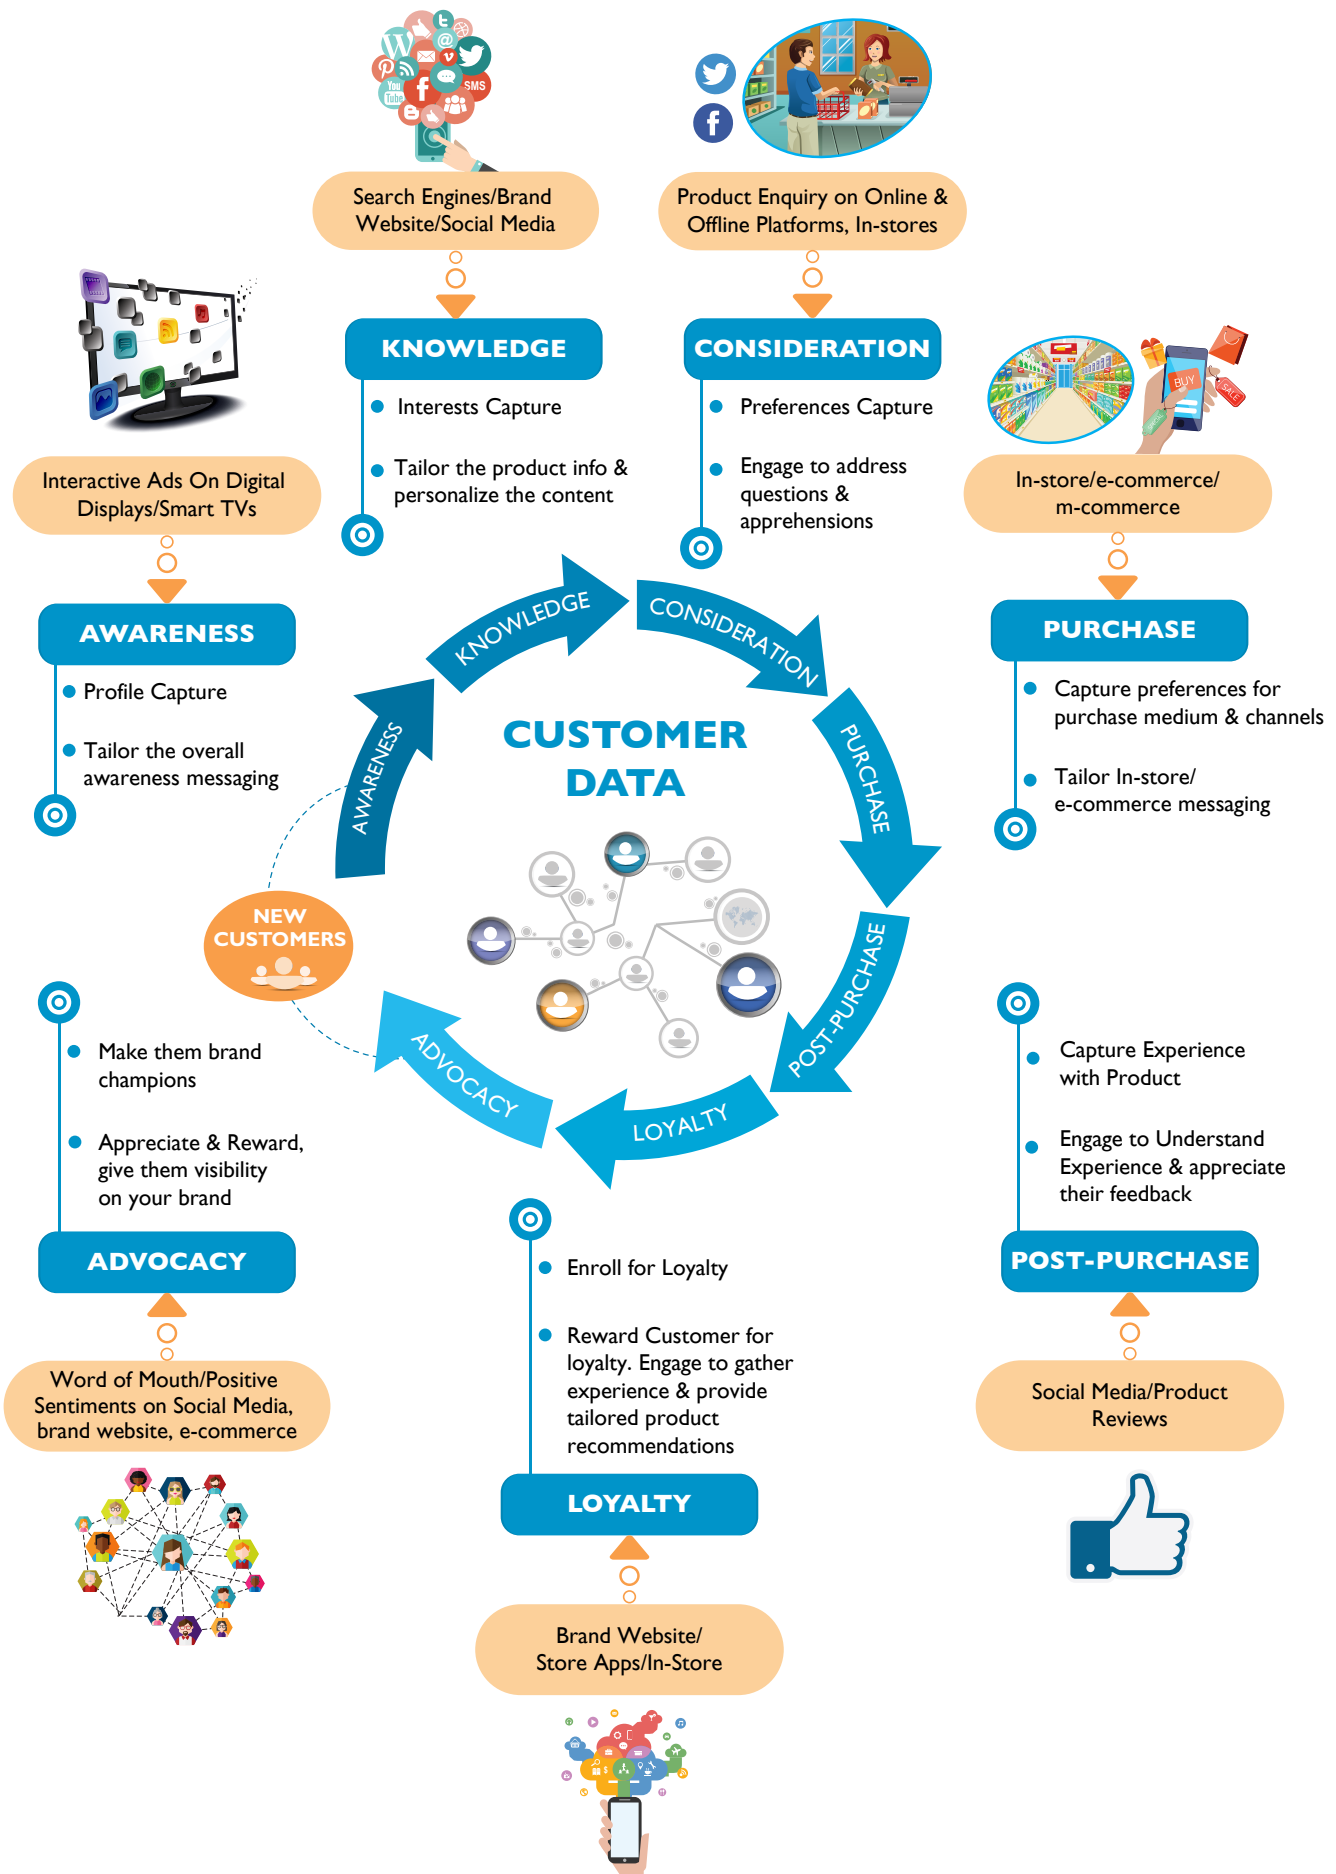 You
Tube
SMS
Search Engines/Brand
Website/Social Media
Product Enquiry on Online &
Offline Platforms, In-stores
KNOWLEDGE
Interests Capture
Tailor the product info &
personalize the content
CONSIDERATION
Preferences Capture
Engage to address
questions &
apprehensions
BUY
SALE
Interactive Ads On Digital
Displays/Smart TVs
In-store/e-commerce/
m-commerce
AWARENESS
Profile Capture
Tailor the overall
awareness messaging
PURCHASE
Capture preferences for
purchase medium & channels
Tailor In-store/
e-commerce messaging
AWARENESS
KNOWLEDGE
CONSIDERATION
PURCHASE
POST-PURCHASE
LOYALTY
ADVOCACY
CUSTOMER
DATA
NEW
CUSTOMERS
Make them brand
champions
Appreciate & Reward,
give them visibility
on your brand
ADVOCACY
Word of Mouth/Positive
Sentiments on Social Media,
brand website, e-commerce
Enroll for Loyalty
Reward Customer for
loyalty. Engage to gather
experience & provide
tailored product
recommendations
LOYALTY
Brand Website/
Store Apps/In-Store
Capture Experience
with Product
Engage to Understand
Experience & appreciate
their feedback
POST-PURCHASE
Social Media/Product
Reviews